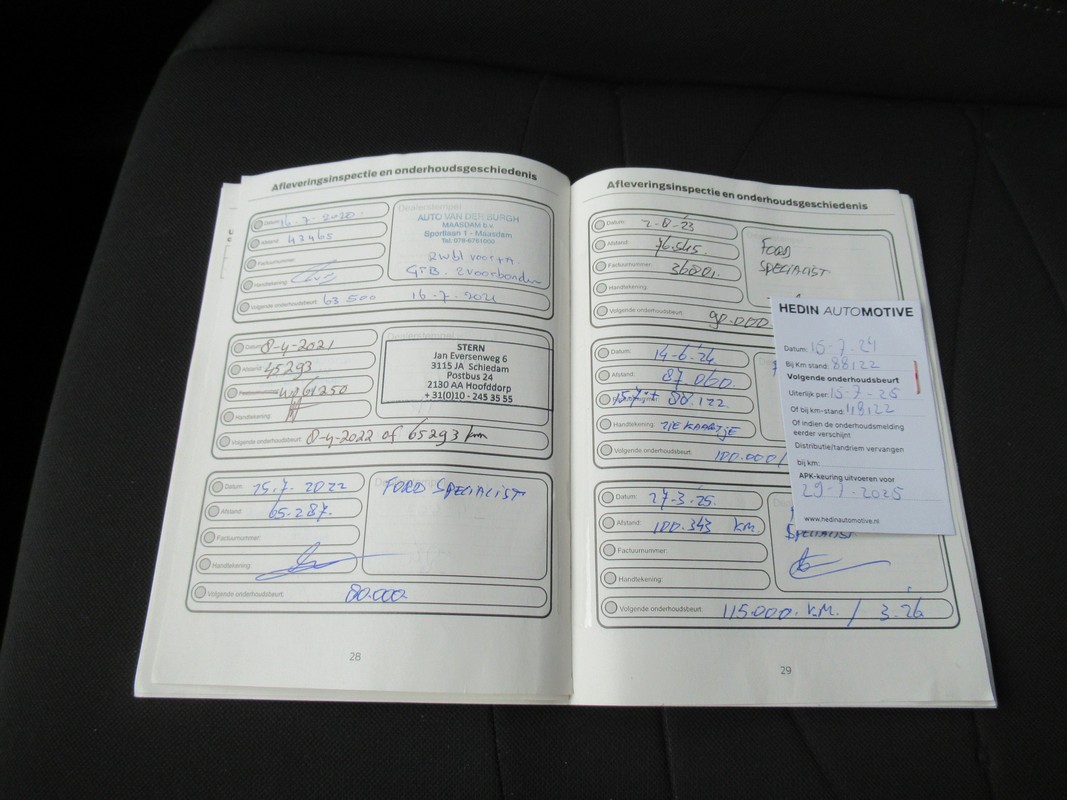 Afleveringsinspectie en onderhoudsgeschiedenis
Datum: 16-7-2020.
Afstand: 43465
Factuurnummer:
Handtekening:
Volgende onderhoudsbeurt: 63 500 16-7-2021
AUTO VAN DER BURGH
MAASDAM b.v.
Sportlaan 1 - Maasdam
Tel. 078-6761000
Datum: 8-4-2021
Afstand: 45293
Factuurnummer:
Handtekening:
Volgende onderhoudsbeurt: 8-4-2022 of 65293 km
STERN
Jan Eversenweg 6
3115 JA Schiedam
Postbus 24
2130 AA Hoofddorp
+ 31(0)10 - 245 35 55
Datum: 25.7.2022
Afstand: 65.287.
Factuurnummer:
Handtekening:
Volgende onderhoudsbeurt: 80.000
FORD SPECIALIST
28
Afleveringsinspectie en onderhoudsgeschiedenis
Datum: 2-8-23
Afstand: 76.545
Factuurnummer: 36801.
Handtekening:
Volgende onderhoudsbeurt: 90.000
FORD
SPECIALIST
Datum: 14-6-24
Afstand: 87.060
88.122
Handtekening: ZIE KAARTJE
Volgende onderhoudsbeurt: 100.000/
Datum: 27-3-25.
Afstand: 100.343 KM.
Factuurnummer:
Handtekening:
Volgende onderhoudsbeurt: 115.000. K.M. / 3-26
SPECIALIST
29
HEDIN AUTOMOTIVE
Datum: 15-7-24
Bij Km stand: 88122
Volgende onderhoudsbeurt
Uiterlijk per: 15-7-25
Of bij km-stand: 118122
Of indien de onderhoudsmelding
eerder verschijnt
Distributie/tandriem vervangen
bij km:
APK-keuring uitvoeren voor
29-7-2025
www.hedinautomotive.nl